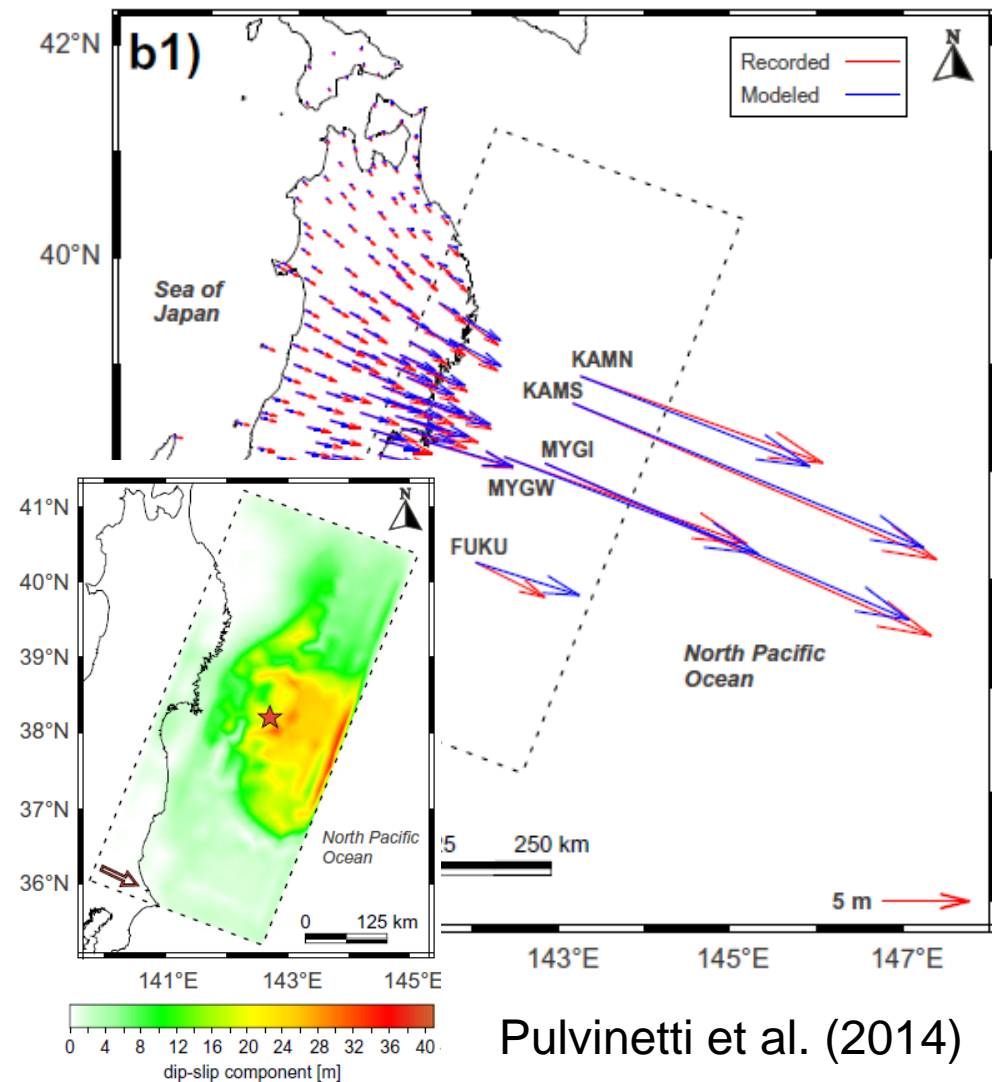 b1)
N
Recorded
Modeled
42°N
40°N
Sea of
Japan
KAMN
KAMS
MYGI
MYGW
FUKU
North Pacific
Ocean
250 km
5 m
143°E
145°E
147°E
N
41°N
40°N
39°N
38°N
37°N
36°N
North Pacific
Ocean
0 125 km
141°E 143°E 145°E
0 4 8 12 16 20 24 28 32 36 40
dip-slip component [m]
Pulvinetti et al. (2014)